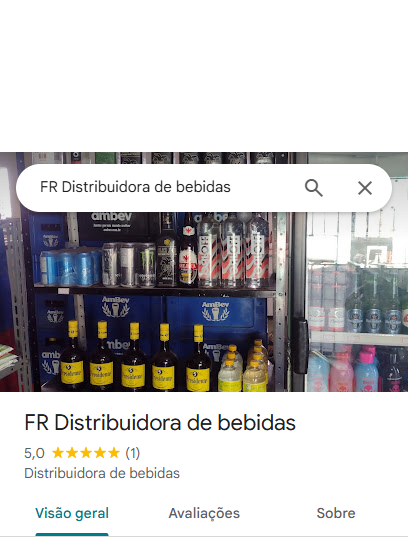 FR Distribuidora de bebidas
ambev
AmBev
AmBev
AmBev
AmBev
FR Distribuidora de bebidas
5,0 ★★★★★ (1)
Distribuidora de bebidas
Visão geral
Avaliações
Sobre